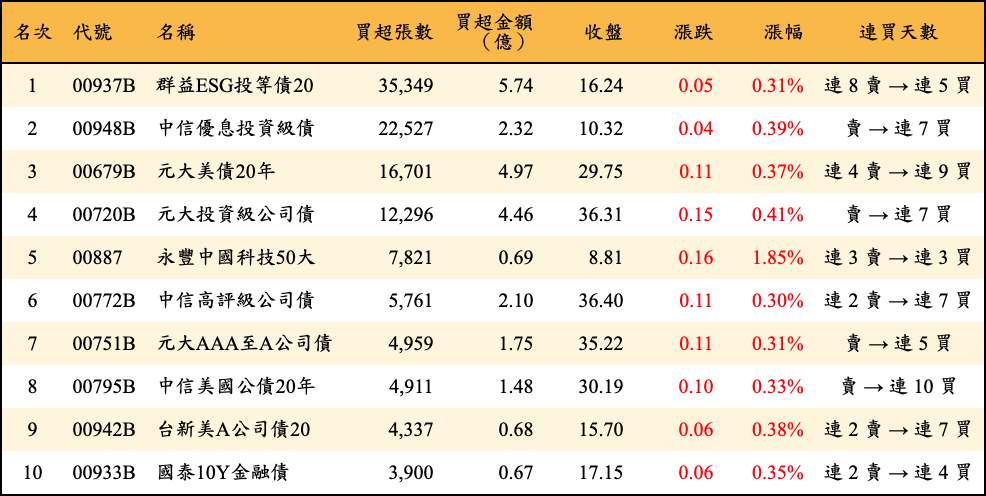 名次 代號 名稱 買超張數 買超金額（億） 收盤 漲跌 漲幅 連買天數
1 00937B 群益ESG投等債20 35,349 5.74 16.24 0.05 0.31% 連 8 賣 → 連 5 買
2 00948B 中信優息投資級債 22,527 2.32 10.32 0.04 0.39% 賣 → 連 7 買
3 00679B 元大美債20年 16,701 4.97 29.75 0.11 0.37% 連 4 賣 → 連 9 買
4 00720B 元大投資級公司債 12,296 4.46 36.31 0.15 0.41% 賣 → 連 7 買
5 00887 永豐中國科技50大 7,821 0.69 8.81 0.16 1.85% 連 3 賣 → 連 3 買
6 00772B 中信高評級公司債 5,761 2.10 36.40 0.11 0.30% 連 2 賣 → 連 7 買
7 00751B 元大AAA至A公司債 4,959 1.75 35.22 0.11 0.31% 賣 → 連 5 買
8 00795B 中信美國公債20年 4,911 1.48 30.19 0.10 0.33% 賣 → 連 10 買
9 00942B 台新美A公司債20 4,337 0.68 15.70 0.06 0.38% 連 2 賣 → 連 7 買
10 00933B 國泰10Y金融債 3,900 0.67 17.15 0.06 0.35% 連 2 賣 → 連 4 買